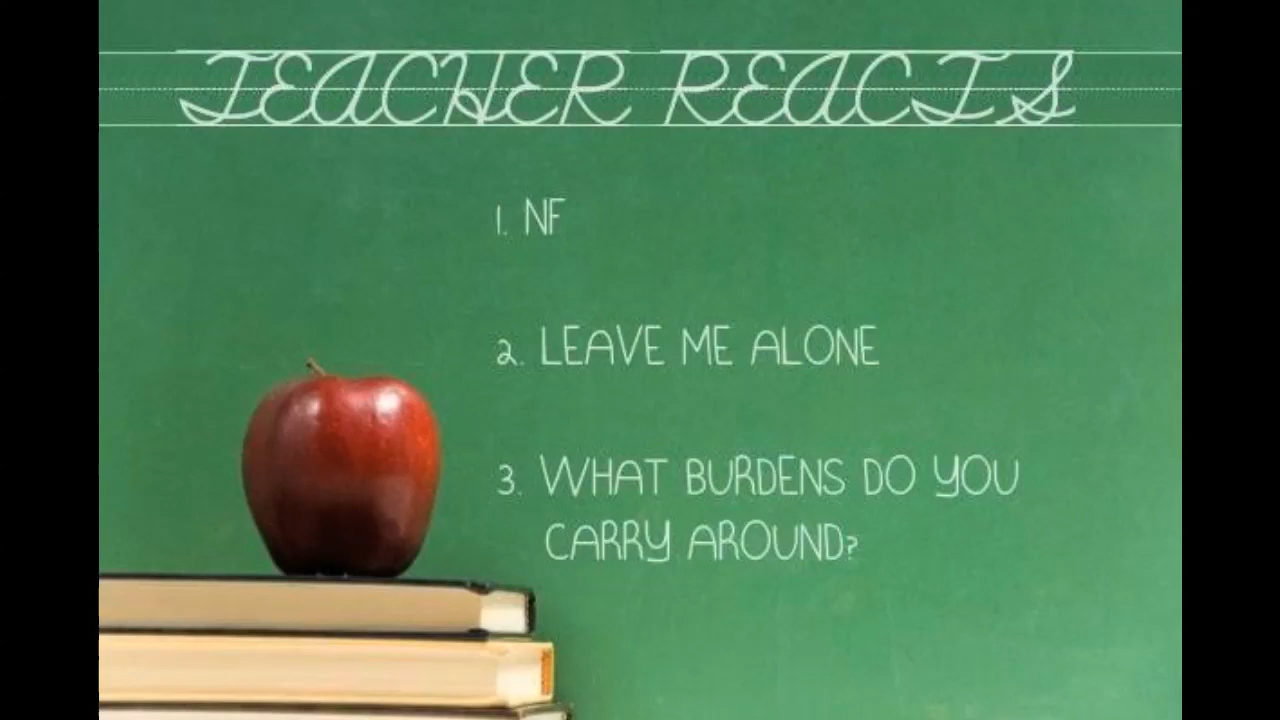 TEACHER REACTS
1. NF
2. LEAVE ME ALONE
3. WHAT BURDENS DO YOU
CARRY AROUND?